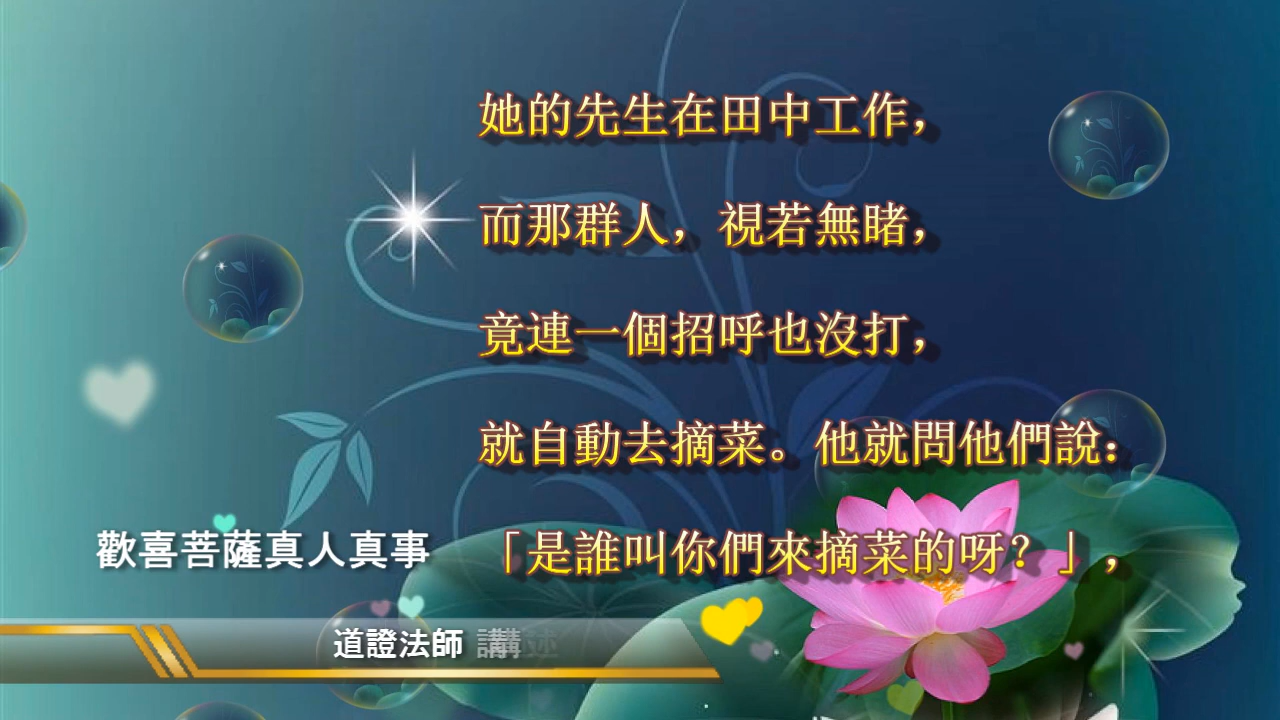 她的先生在田中工作，
而那群人，視若無睹，
竟連一個招呼也沒打，
就自動去摘菜。他就問他們說：
「是誰叫你們來摘菜的呀？」，
歡喜菩薩真人真事
道證法師 講述